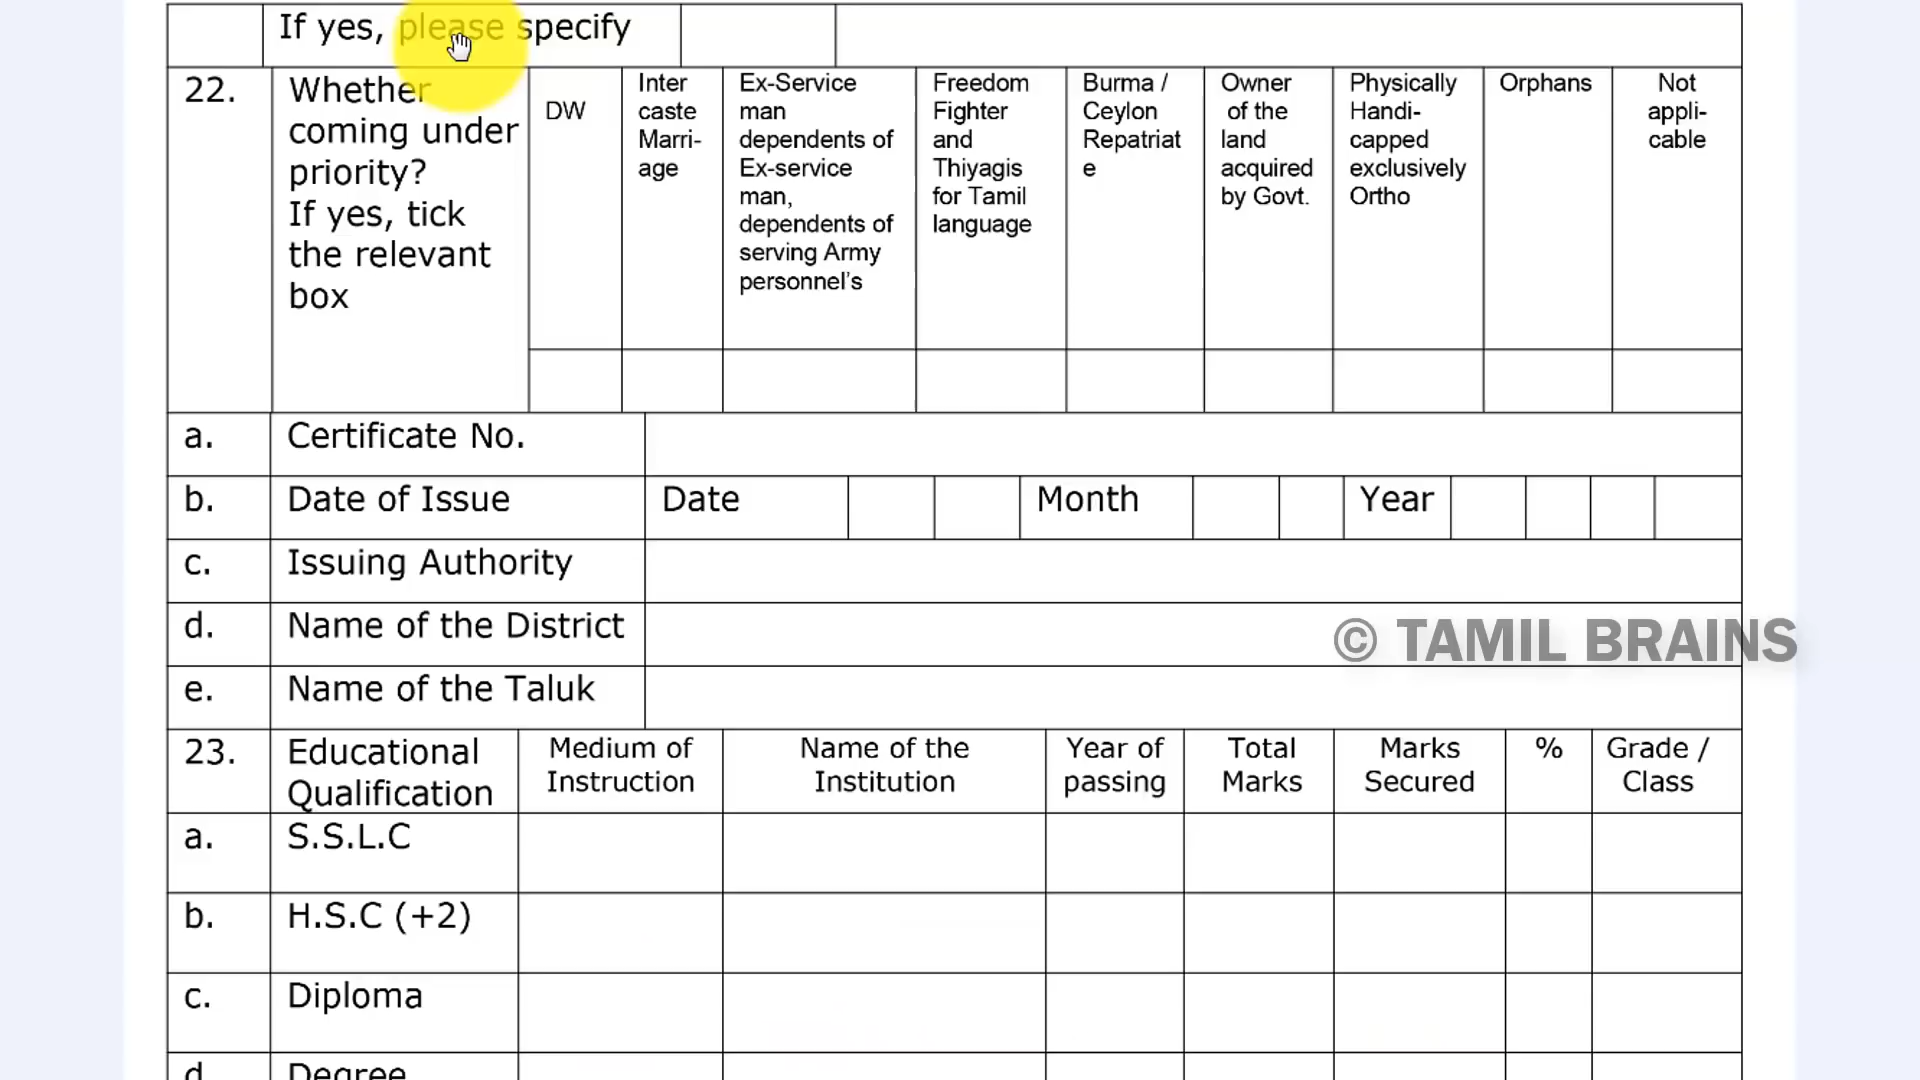 If yes, please specify
22.
Whether
coming under
priority?
If yes, tick
the relevant
box
DW
Inter
caste
Marri-
age
Ex-Service
man
dependents of
Ex-service
man,
dependents of
serving Army
personnel's
Freedom
Fighter
and
Thiyagis
for Tamil
language
Burma /
Ceylon
Repatriat
e
Owner
of the
land
acquired
by Govt.
Physically
Handi-
capped
exclusively
Ortho
Orphans
Not
appli-
cable
a. Certificate No.
b. Date of Issue Date Month Year
c. Issuing Authority
d. Name of the District
© TAMIL BRAINS
e. Name of the Taluk
23.
Educational
Qualification
Medium of
Instruction
Name of the
Institution
Year of
passing
Total
Marks
Marks
Secured
%
Grade /
Class
a. S.S.L.C
b. H.S.C (+2)
c. Diploma
d. Degree